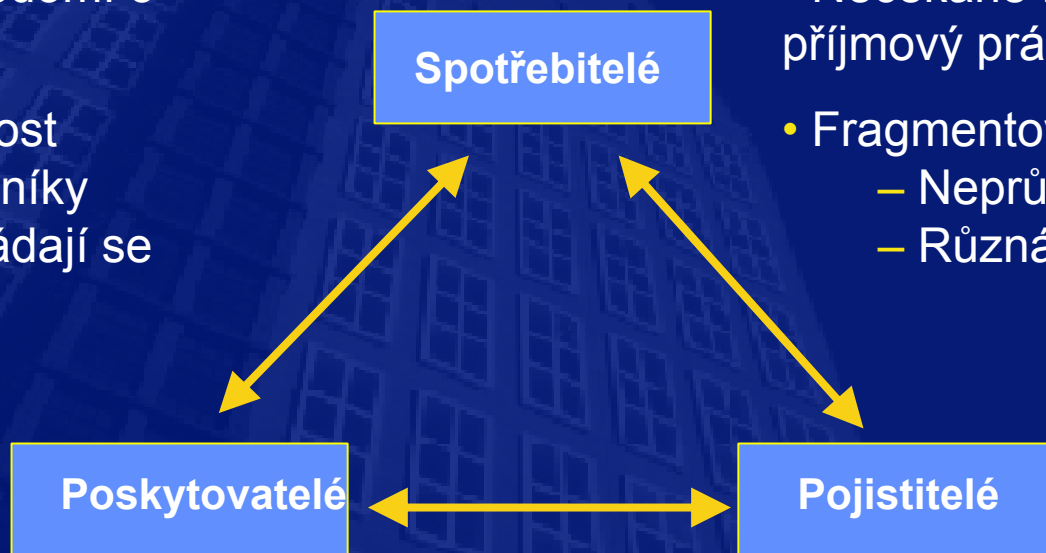 Spotřebitelé
ost
níky
ádají se
příjmový prá
• Fragmentov
– Neprů
– Různá
Poskytovatelé
Pojistitelé